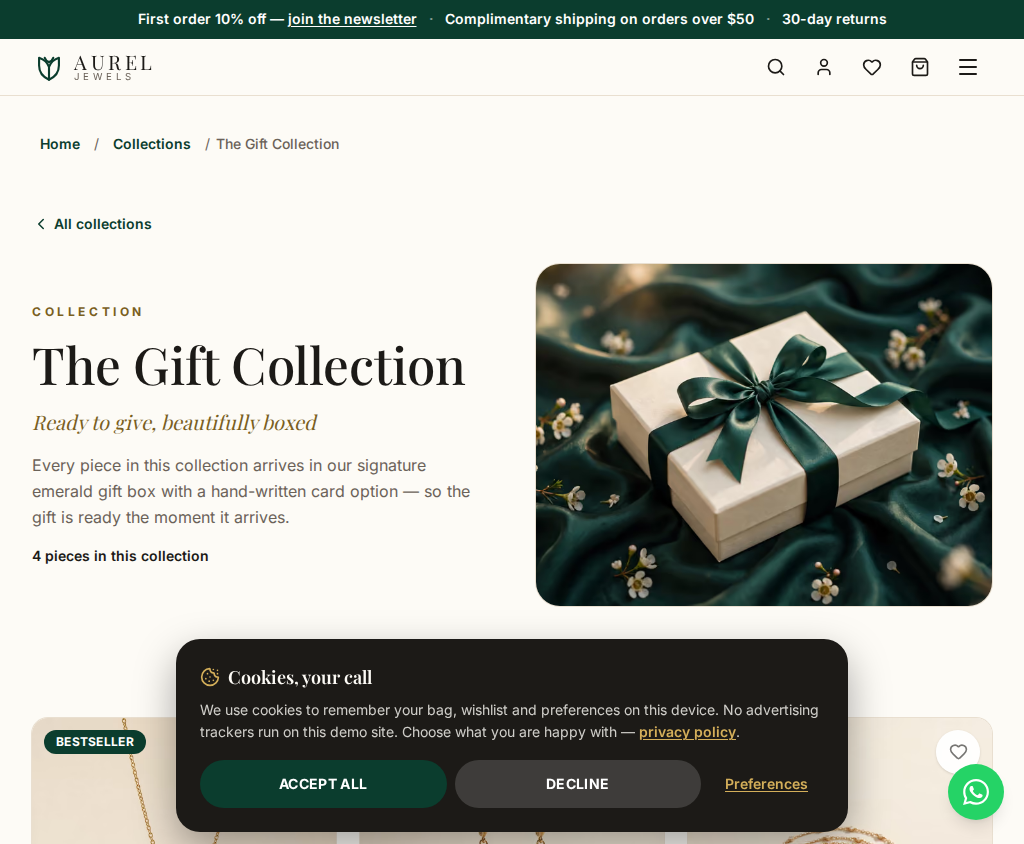 First order 10% off — join the newsletter · Complimentary shipping on orders over $50 · 30-day returns
AUREL
JEWELS
Home / Collections / The Gift Collection
All collections
COLLECTION
The Gift Collection
Ready to give, beautifully boxed
Every piece in this collection arrives in our signature
emerald gift box with a hand-written card option — so the
gift is ready the moment it arrives.
4 pieces in this collection
BESTSELLER
Cookies, your call
We use cookies to remember your bag, wishlist and preferences on this device. No advertising
trackers run on this demo site. Choose what you are happy with — privacy policy.
ACCEPT ALL DECLINE Preferences